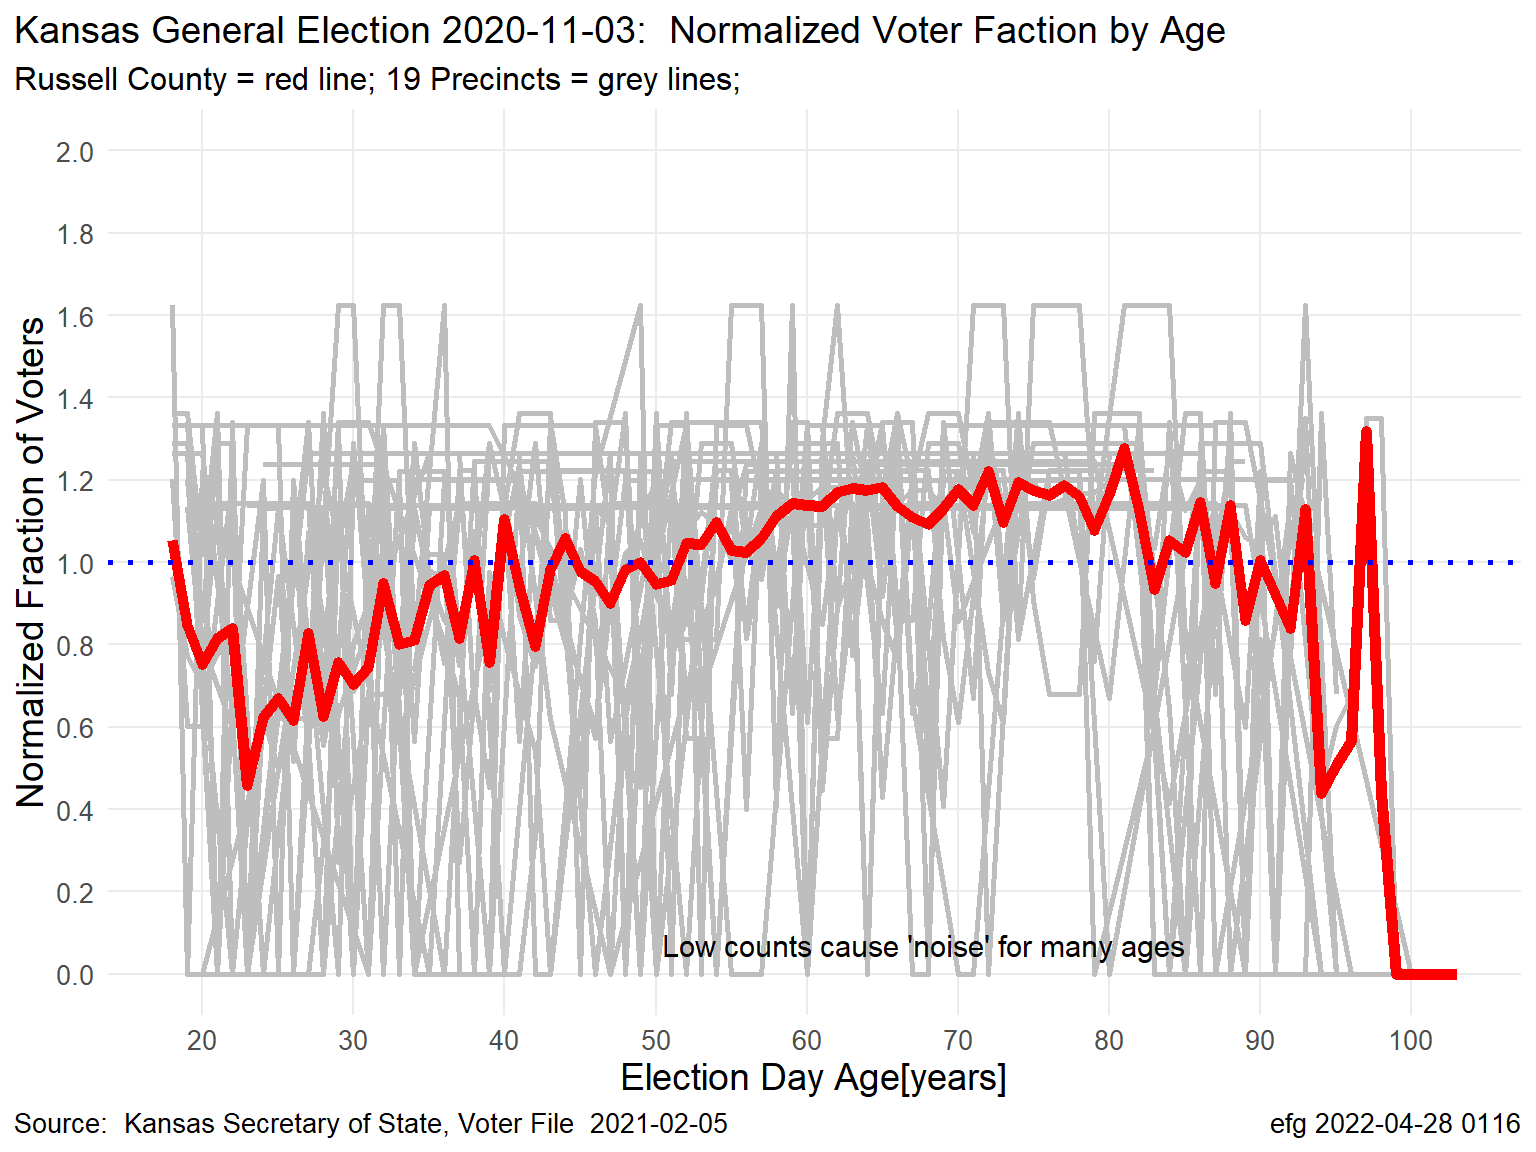 Kansas General Election 2020-11-03:  Normalized Voter Faction by Age
Russell County = red line; 19 Precincts = grey lines;
Normalized Fraction of Voters
2.0
1.8
1.6
1.4
1.2
1.0
0.8
0.6
0.4
0.2
0.0
Low counts cause 'noise' for many ages
20 30 40 50 60 70 80 90 100
Election Day Age[years]
Source:  Kansas Secretary of State, Voter File  2021-02-05
efg 2022-04-28 0116